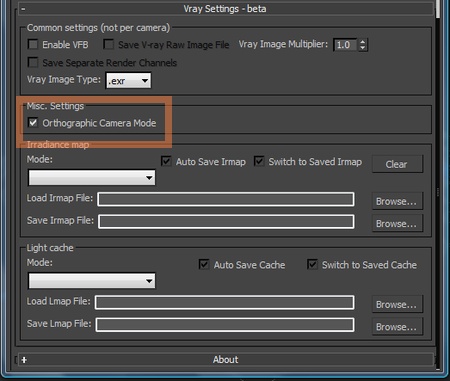 - Vray Settings - beta
Common settings (not per camera)
Enable VFB Save V-ray Raw Image File Vray Image Multiplier: 1.0
Save Separate Render Channels
Vray Image Type: .exr
Misc. Settings
Orthographic Camera Mode
Irradiance map
Mode: Auto Save Irmap Switch to Saved Irmap Clear
Load Irmap File: Browse...
Save Irmap File: Browse...
Light cache
Mode: Auto Save Cache Switch to Saved Cache
Load Lmap File: Browse...
Save Lmap File: Browse...
+ About